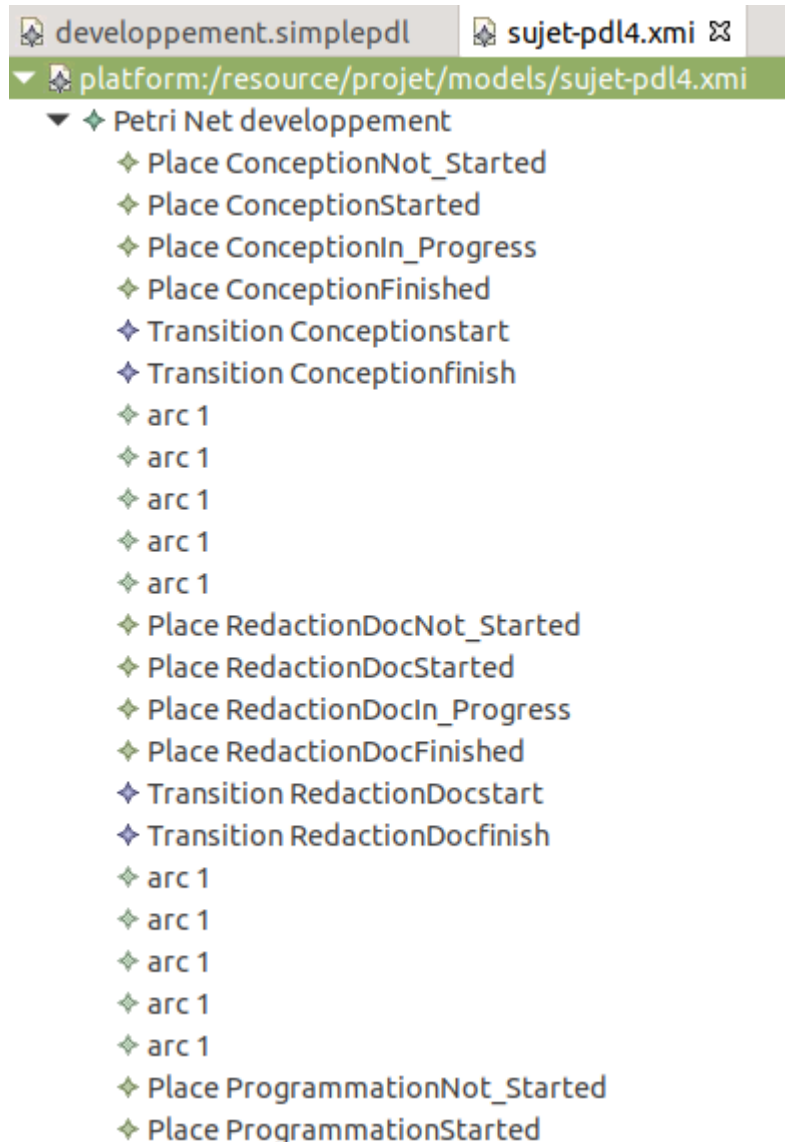 developpement.simplepdl sujet-pdl4.xmi
platform:/resource/projet/models/sujet-pdl4.xmi
Petri Net developpement
Place ConceptionNot_Started
Place ConceptionStarted
Place ConceptionIn_Progress
Place ConceptionFinished
Transition Conceptionstart
Transition Conceptionfinish
arc 1
arc 1
arc 1
arc 1
arc 1
Place RedactionDocNot_Started
Place RedactionDocStarted
Place RedactionDocIn_Progress
Place RedactionDocFinished
Transition RedactionDocstart
Transition RedactionDocfinish
arc 1
arc 1
arc 1
arc 1
arc 1
Place ProgrammationNot_Started
Place ProgrammationStarted